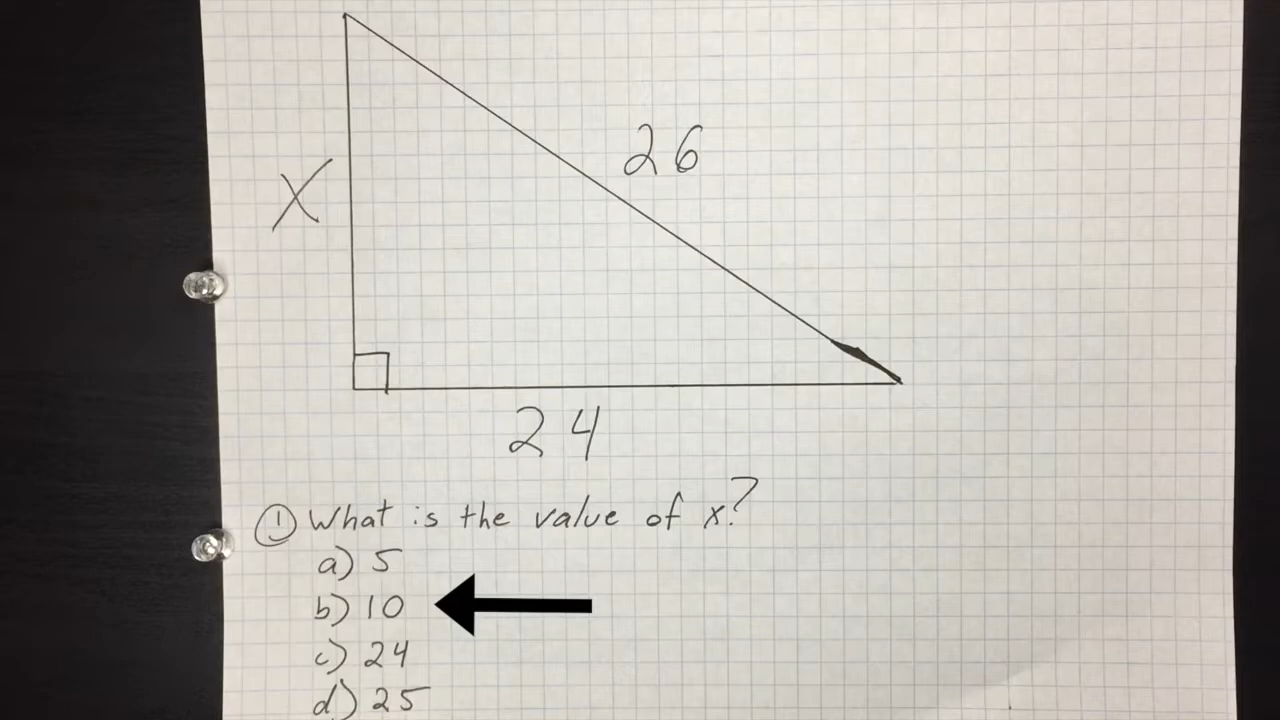 26
X
24
① What is the value of x?
a) 5
b) 10
c) 24
d) 25